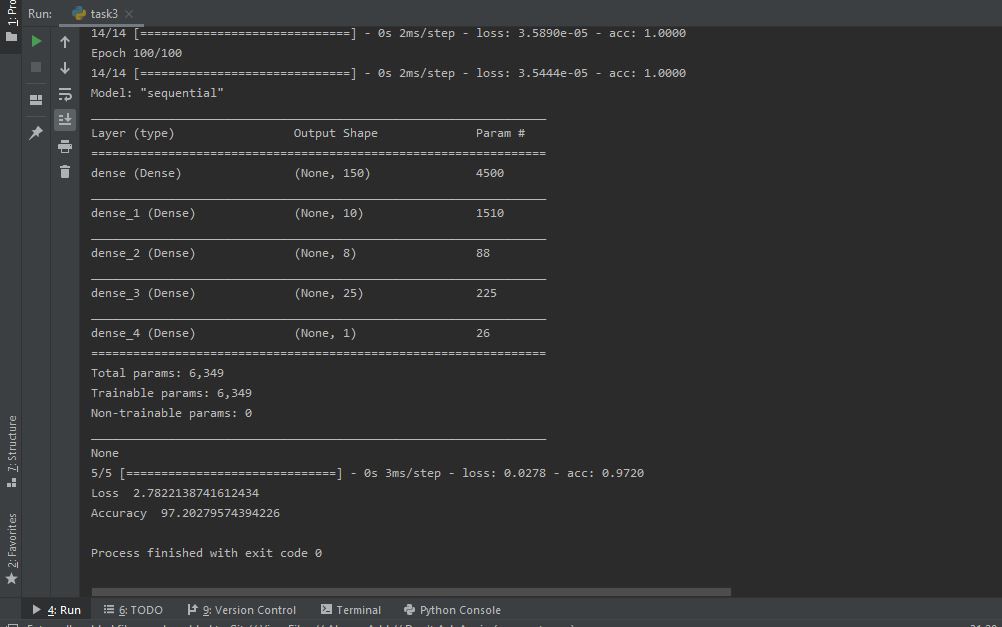 1: Pro
Run: task3
14/14 [==============================] - 0s 2ms/step - loss: 3.5890e-05 - acc: 1.0000
Epoch 100/100
14/14 [==============================] - 0s 2ms/step - loss: 3.5444e-05 - acc: 1.0000
Model: "sequential"
_________________________________________________________________
Layer (type) Output Shape Param #
=================================================================
dense (Dense) (None, 150) 4500
_________________________________________________________________
dense_1 (Dense) (None, 10) 1510
_________________________________________________________________
dense_2 (Dense) (None, 8) 88
_________________________________________________________________
dense_3 (Dense) (None, 25) 225
_________________________________________________________________
dense_4 (Dense) (None, 1) 26
=================================================================
Total params: 6,349
Trainable params: 6,349
Non-trainable params: 0
_________________________________________________________________
None
5/5 [==============================] - 0s 3ms/step - loss: 0.0278 - acc: 0.9720
Loss 2.7822138741612434
Accuracy 97.20279574394226
Process finished with exit code 0
7: Structure
2: Favorites
4: Run 6: TODO 9: Version Control Terminal Python Console